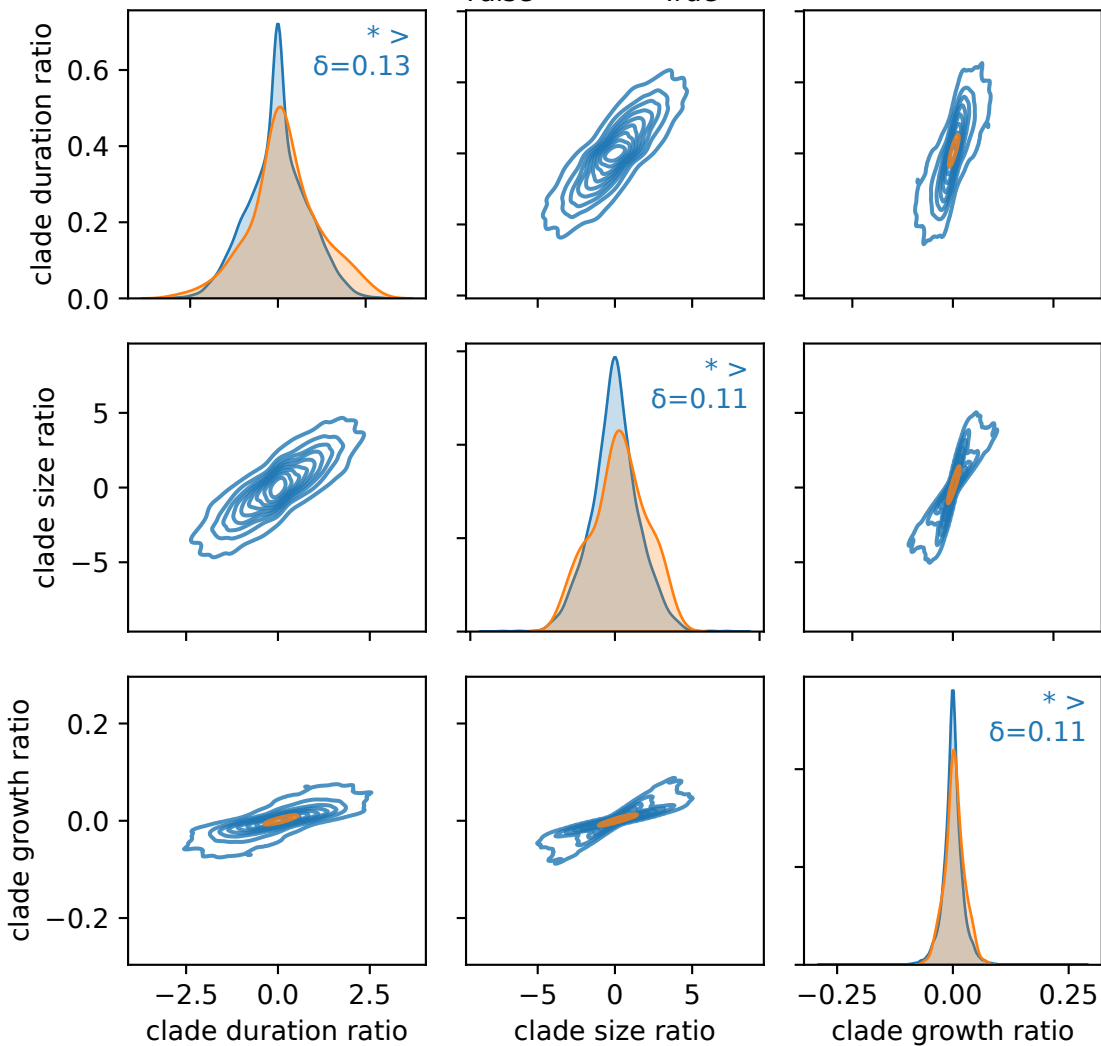 * >
δ=0.13
clade duration ratio
0.6
0.4
0.2
0.0
* >
δ=0.11
clade size ratio
5
0
−5
* >
δ=0.11
clade growth ratio
0.2
0.0
−0.2
−2.5 0.0 2.5 −5 0 5 −0.25 0.00 0.25
clade duration ratio clade size ratio clade growth ratio